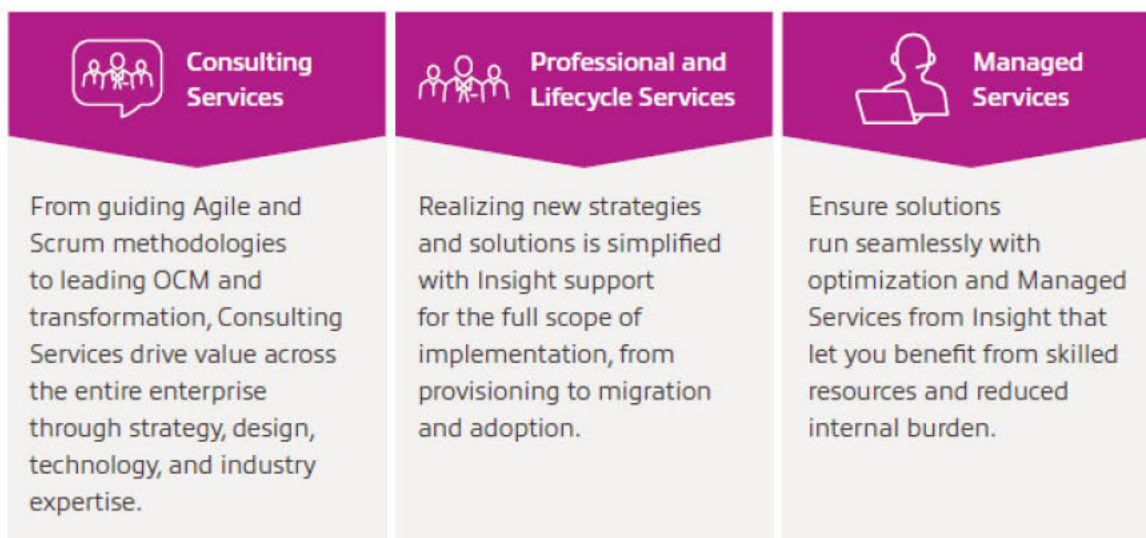 Consulting
Services
From guiding Agile and
Scrum methodologies
to leading OCM and
transformation, Consulting
Services drive value across
the entire enterprise
through strategy, design,
technology, and industry
expertise.
Professional and
Lifecycle Services
Realizing new strategies
and solutions is simplified
with Insight support
for the full scope of
implementation, from
provisioning to migration
and adoption.
Managed
Services
Ensure solutions
run seamlessly with
optimization and Managed
Services from Insight that
let you benefit from skilled
resources and reduced
internal burden.